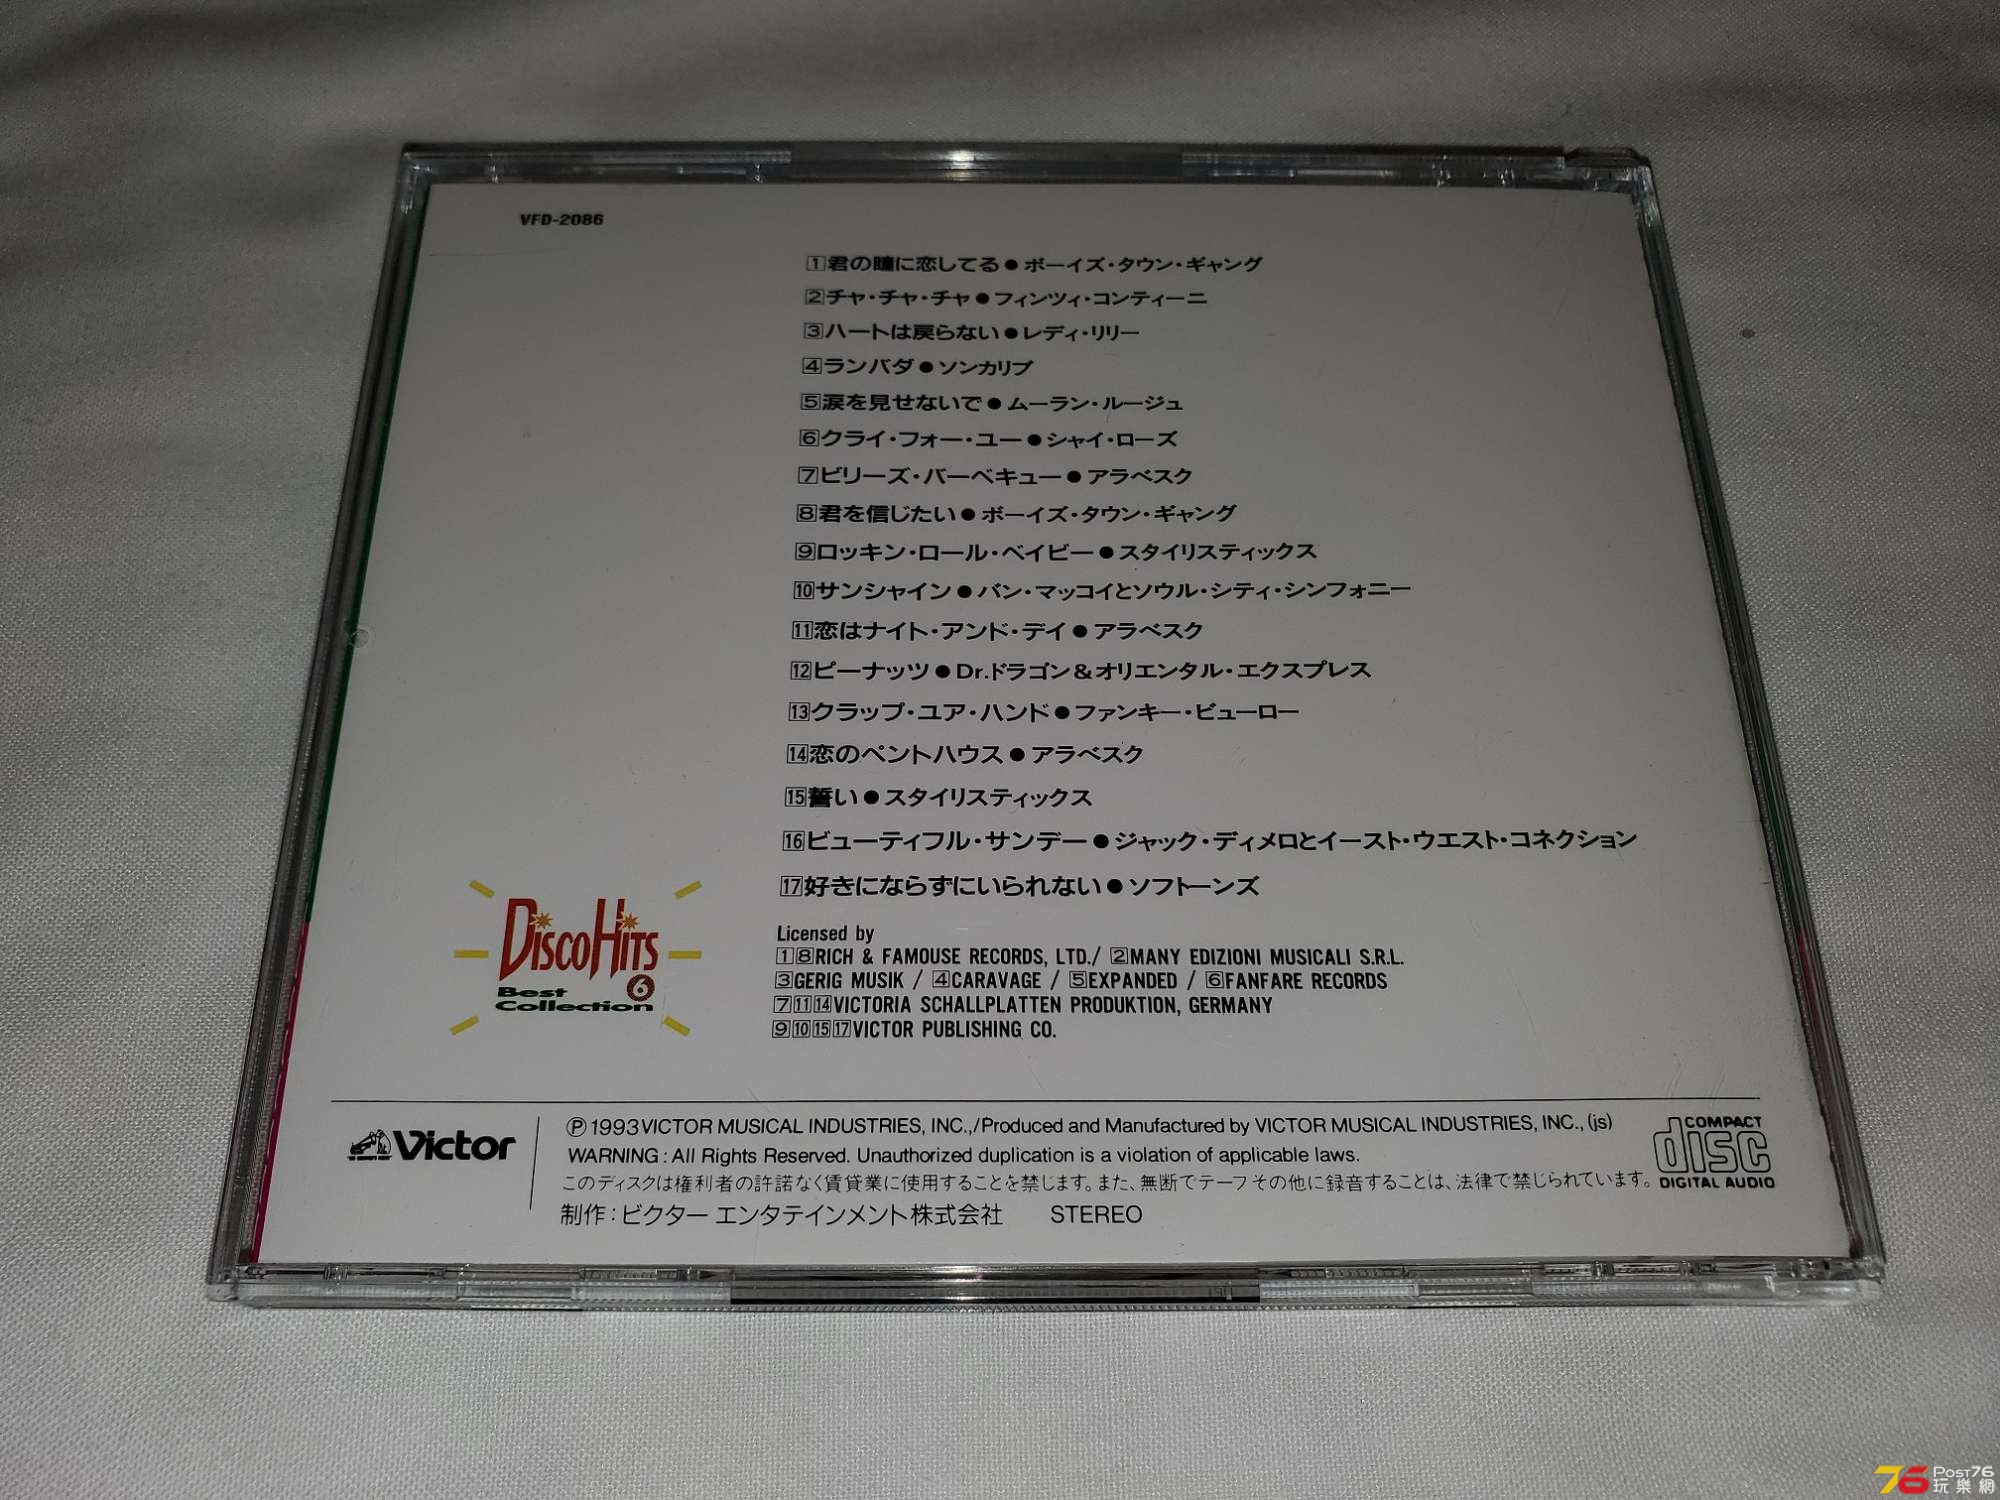 VFD-2086
1君の瞳に恋してる●ボーイズ・タウン・ギャング
2チャ・チャ・チャ●フィンツィ・コンティーニ
3ハートは戻らない●レディ・リリー
4ランバダ●ソンカリブ
5涙を見せないで●ムーラン・ルージュ
6クライ・フォー・ユー●シャイ・ローズ
7ビリーズ・バーベキュー●アラベスク
8君を信じたい●ボーイズ・タウン・ギャング
9ロッキン・ロール・ベイビー●スタイリスティックス
10サンシャイン●バン・マッコイとソウル・シティ・シンフォニー
11恋はナイト・アンド・デイ●アラベスク
12ピーナッツ●Dr.ドラゴン&オリエンタル・エクスプレス
13クラップ・ユア・ハンド●ファンキー・ビューロー
14恋のペントハウス●アラベスク
15誓い●スタイリスティックス
16ビューティフル・サンデー●ジャック・ディメロとイースト・ウエスト・コネクション
17好きにならずにいられない●ソフトーンズ
Licensed by
1 8 RICH & FAMOUSE RECORDS, LTD./ 2 MANY EDIZIONI MUSICALI S.R.L.
3 GERIG MUSIK / 4 CARAVAGE / 5 EXPANDED / 6 FANFARE RECORDS
7 11 14 VICTORIA SCHALLPLATTEN PRODUKTION, GERMANY
9 10 15 17 VICTOR PUBLISHING CO.
DISCO HITS
Best 6
Collection
Victor
Ⓟ1993 VICTOR MUSICAL INDUSTRIES, INC.,/Produced and Manufactured by VICTOR MUSICAL INDUSTRIES, INC., (js)
WARNING : All Rights Reserved. Unauthorized duplication is a violation of applicable laws.
このディスクは権利者の許諾なく賃貸業に使用することを禁じます。また、無断でテープその他に録音することは、法律で禁じられています。
制作:ビクター エンタテインメント株式会社 STEREO
COMPACT
disc
DIGITAL AUDIO
76 POST76
玩樂網